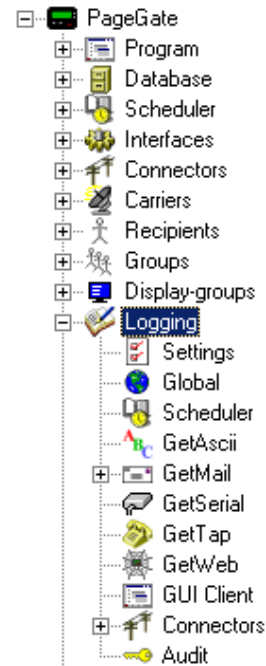 PageGate
Program
Database
Scheduler
Interfaces
Connectors
Carriers
Recipients
Groups
Display-groups
Logging
Settings
Global
Scheduler
ABC GetAscii
GetMail
GetSerial
GetTap
GetWeb
GUI Client
Connectors
Audit